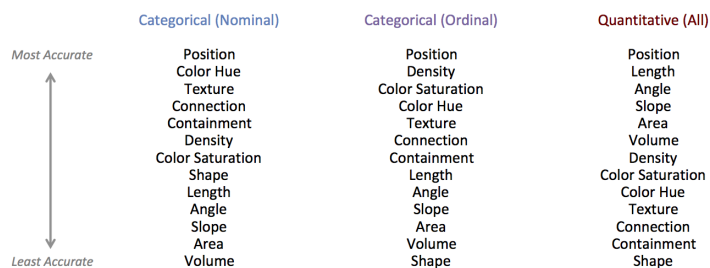 Categorical (Nominal) Categorical (Ordinal) Quantitative (All)
Most Accurate Position Position Position
Color Hue Density Length
Texture Color Saturation Angle
Connection Color Hue Slope
Containment Texture Area
Density Connection Volume
Color Saturation Containment Density
Shape Length Color Saturation
Length Angle Color Hue
Angle Slope Texture
Slope Area Connection
Area Volume Containment
Least Accurate Volume Shape Shape